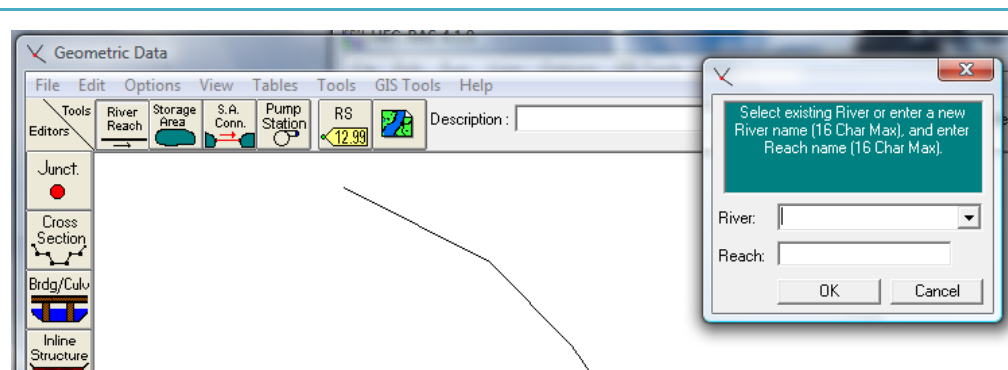 Geometric Data
File Edit Options View Tables Tools GIS Tools Help
Tools
Editors
River
Reach
Storage
Area
S.A.
Conn.
Pump
Station
RS
12.99
Description :
Junct.
Cross
Section
Brdg/Culv
Inline
Structure
Select existing River or enter a new
River name (16 Char Max), and enter
Reach name (16 Char Max).
River:
Reach:
OK Cancel